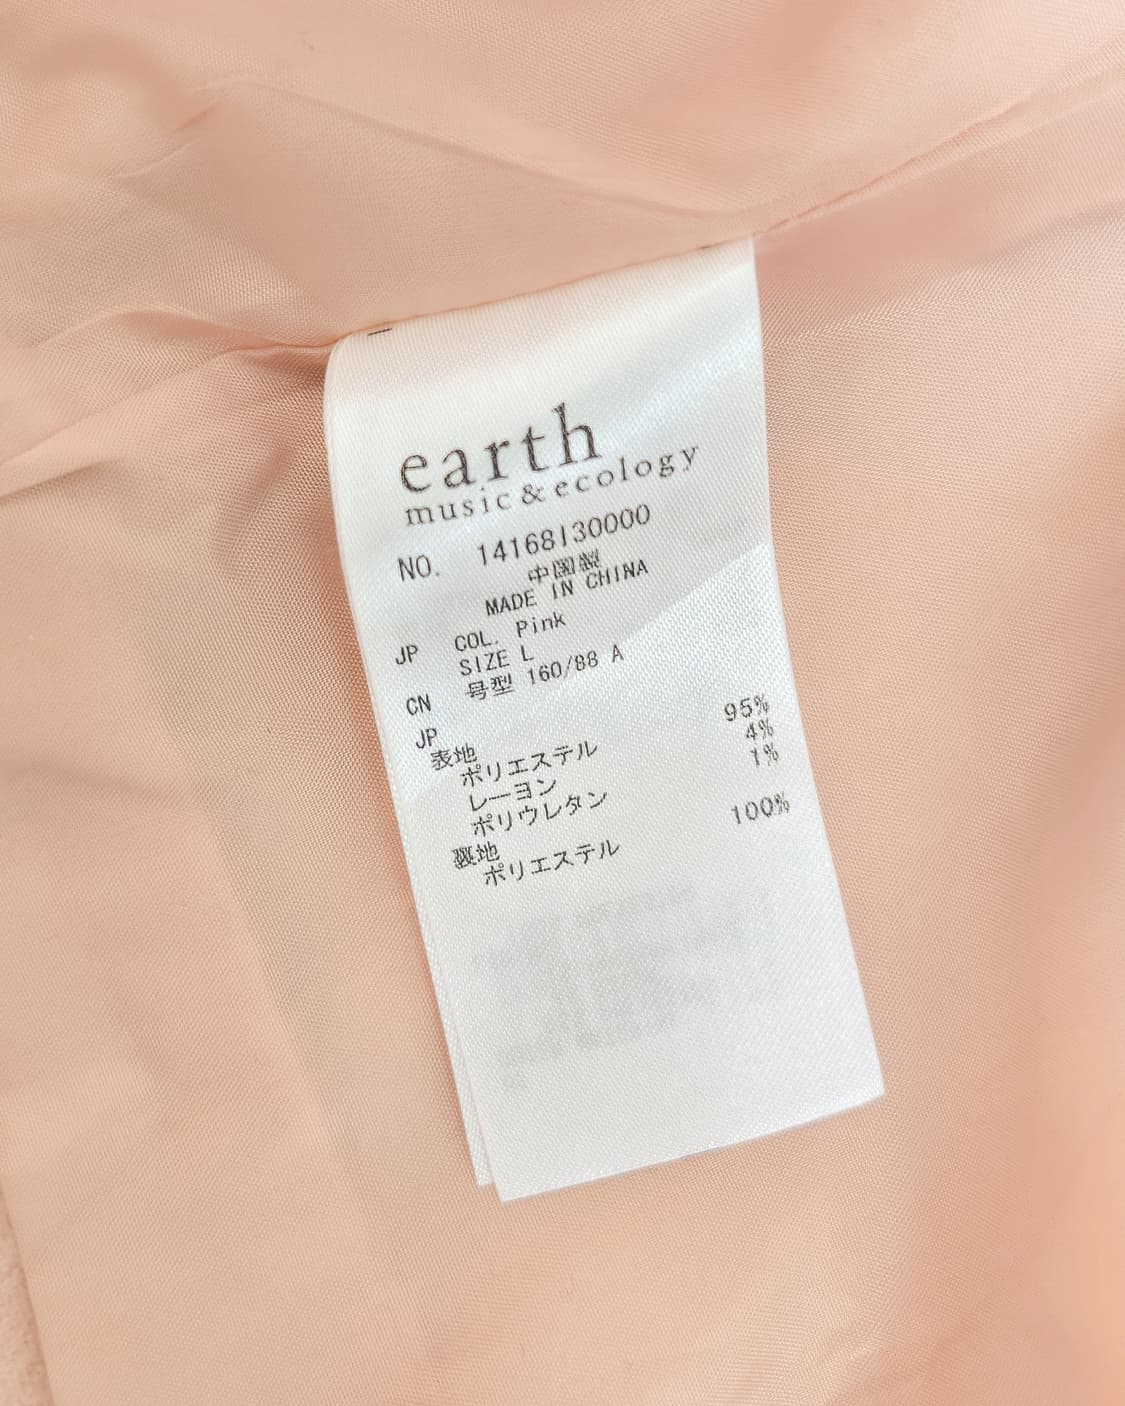 earth
music & ecology
NO. 14168I30000
中国製
MADE IN CHINA
JP COL. Pink
SIZE L
CN 号型 160/88 A
JP
表地
ポリエステル 95%
レーヨン 4%
ポリウレタン 1%
裏地
ポリエステル 100%